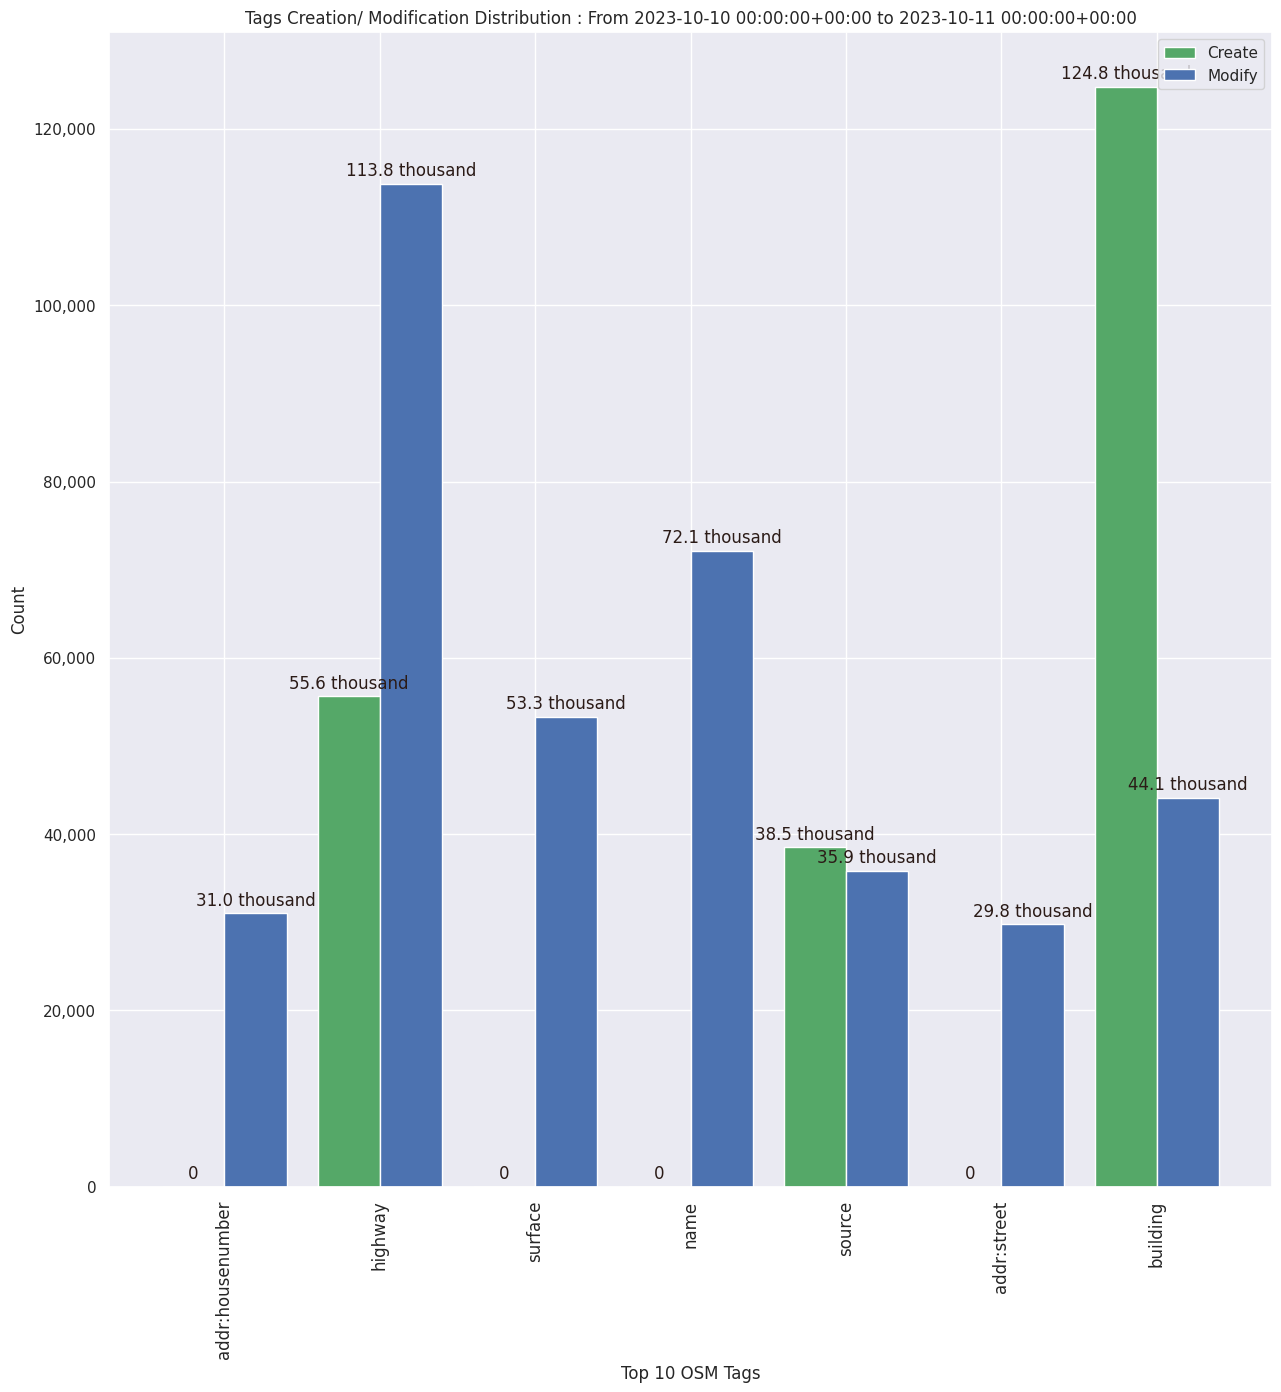 Tags Creation/ Modification Distribution : From 2023-10-10 00:00:00+00:00 to 2023-10-11 00:00:00+00:00
Create
Modify
124.8 thousand
120,000
113.8 thousand
100,000
80,000
72.1 thousand
60,000
55.6 thousand
53.3 thousand
44.1 thousand
40,000
38.5 thousand
35.9 thousand
31.0 thousand
29.8 thousand
20,000
0
0
0
0
0
Count
addr:housenumber
highway
surface
name
source
addr:street
building
Top 10 OSM Tags